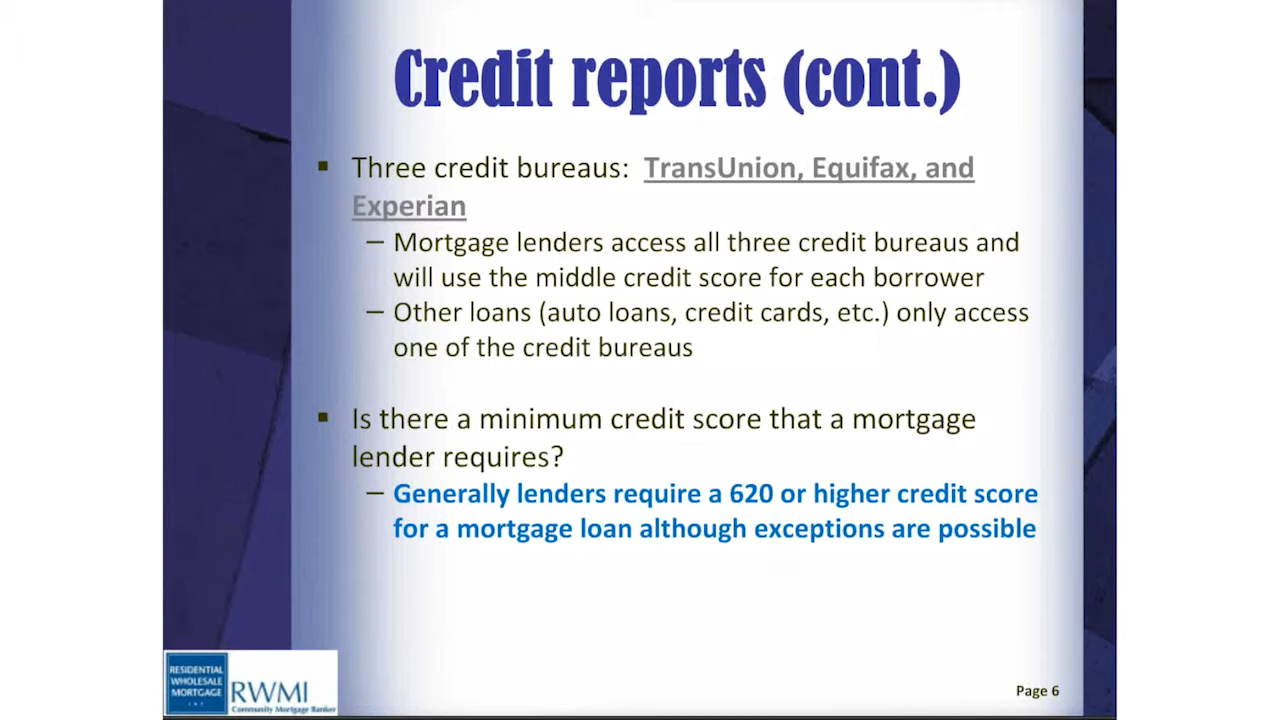 Credit reports (cont.)
▪ Three credit bureaus: TransUnion, Equifax, and
Experian
– Mortgage lenders access all three credit bureaus and
will use the middle credit score for each borrower
– Other loans (auto loans, credit cards, etc.) only access
one of the credit bureaus
▪ Is there a minimum credit score that a mortgage
lender requires?
– Generally lenders require a 620 or higher credit score
for a mortgage loan although exceptions are possible
RESIDENTIAL
WHOLESALE
MORTGAGE
INC
RWMI
Community Mortgage Banker
Page 6